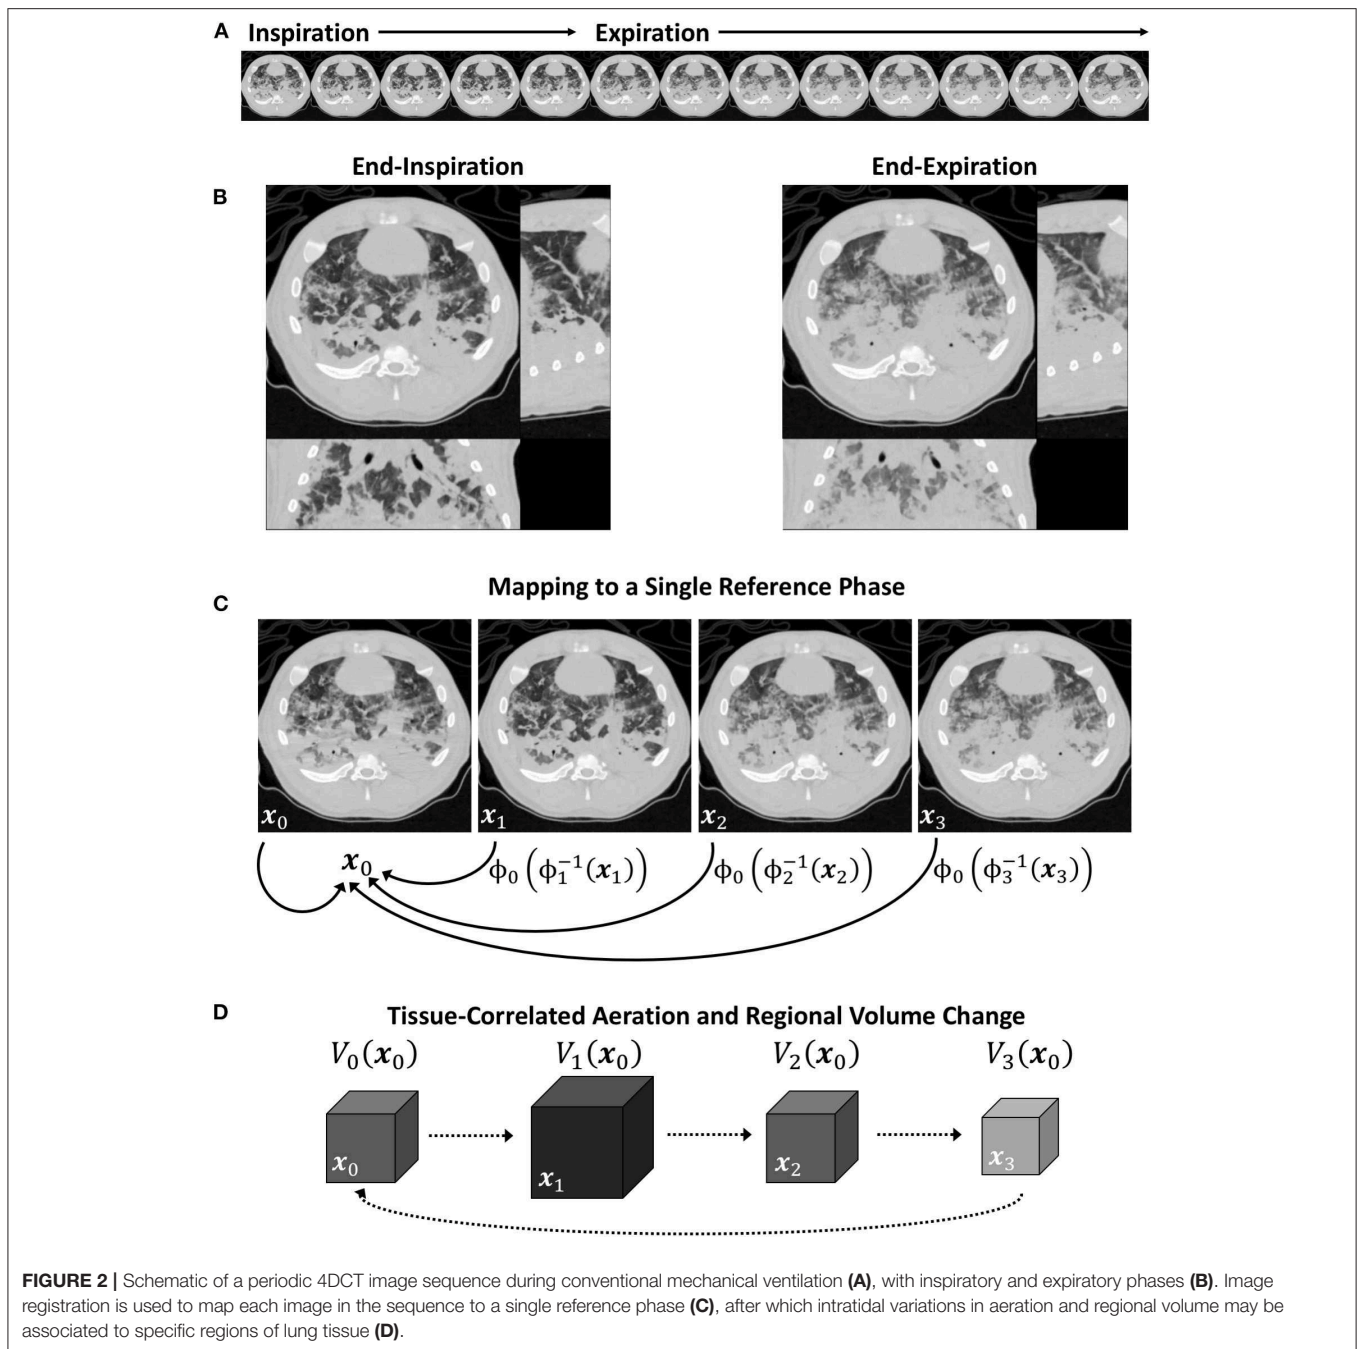 A
Inspiration
Expiration
End-Inspiration
End-Expiration
B
Mapping to a Single Reference Phase
C
x₀
x₁
x₂
x₃
x₀
ϕ₀(ϕ₁⁻¹(x₁))
ϕ₀(ϕ₂⁻¹(x₂))
ϕ₀(ϕ₃⁻¹(x₃))
D
Tissue-Correlated Aeration and Regional Volume Change
V₀(x₀)
V₁(x₀)
V₂(x₀)
V₃(x₀)
x₀
x₁
x₂
x₃
FIGURE 2 | Schematic of a periodic 4DCT image sequence during conventional mechanical ventilation (A), with inspiratory and expiratory phases (B). Image
registration is used to map each image in the sequence to a single reference phase (C), after which intratidal variations in aeration and regional volume may be
associated to specific regions of lung tissue (D).